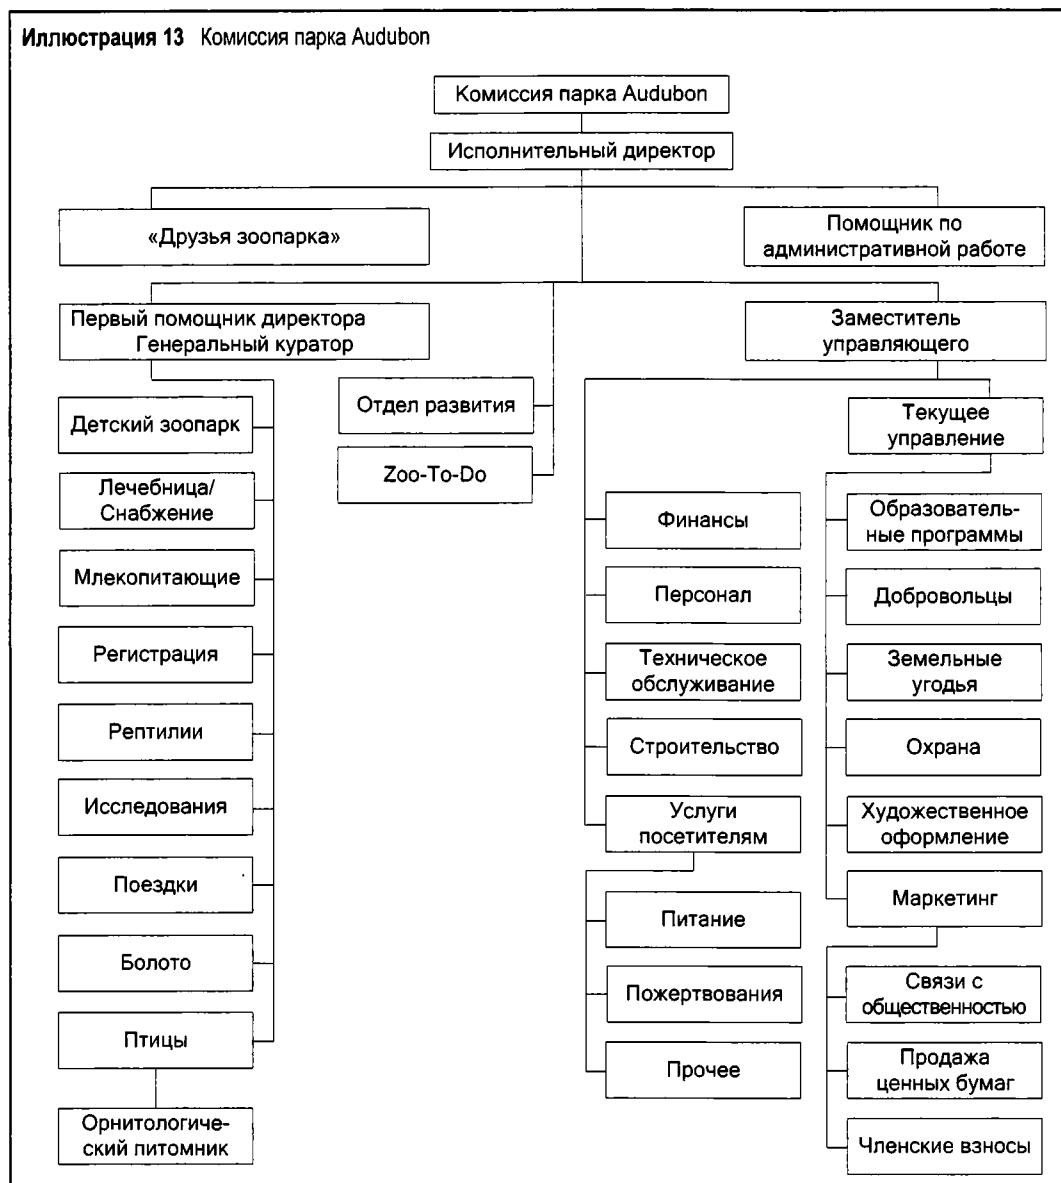 Иллюстрация 13 Комиссия парка Audubon
Комиссия парка Audubon
Исполнительный директор
«Друзья зоопарка»
Помощник по
административной работе
Первый помощник директора
Генеральный куратор
Заместитель
управляющего
Детский зоопарк
Лечебница/
Снабжение
Млекопитающие
Регистрация
Рептилии
Исследования
Поездки
Болото
Птицы
Орнитологиче-
ский питомник
Отдел развития
Zoo-To-Do
Финансы
Персонал
Техническое
обслуживание
Строительство
Услуги
посетителям
Питание
Пожертвования
Прочее
Текущее
управление
Образователь-
ные программы
Добровольцы
Земельные
угодья
Охрана
Художественное
оформление
Маркетинг
Связи с
общественностью
Продажа
ценных бумаг
Членские взносы